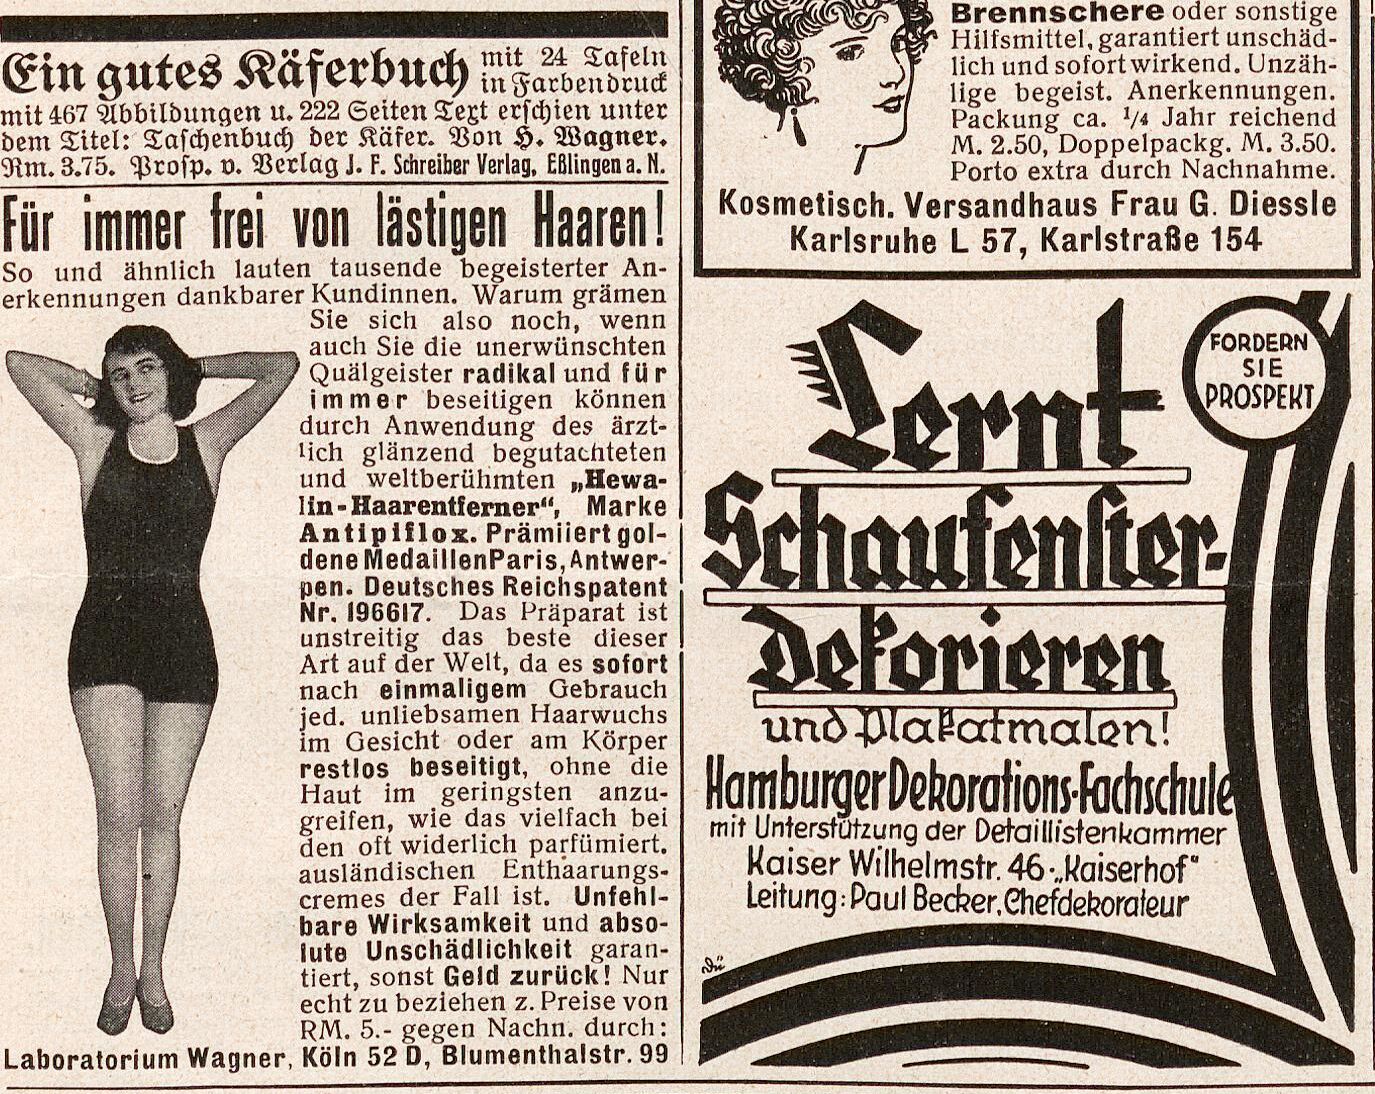 Ein gutes Käferbuch mit 24 Tafeln
in Farbendruck
mit 467 Abbildungen u. 222 Seiten Text erschien unter
dem Titel: Taschenbuch der Käfer. Von H. Wagner.
Rm. 3.75. Prosp. v. Verlag J. F. Schreiber Verlag, Eßlingen a. N.
Für immer frei von lästigen Haaren!
So und ähnlich lauten tausende begeisterter An-
erkennungen dankbarer Kundinnen. Warum grämen
Sie sich also noch, wenn
auch Sie die unerwünschten
Quälgeister radikal und für
immer beseitigen können
durch Anwendung des ärzt-
lich glänzend begutachteten
und weltberühmten „Hewa-
lin-Haarentferner“, Marke
Antipiflox. Prämiiert gol-
dene Medaillen Paris, Antwer-
pen. Deutsches Reichspatent
Nr. 196617. Das Präparat ist
unstreitig das beste dieser
Art auf der Welt, da es sofort
nach einmaligem Gebrauch
jed. unliebsamen Haarwuchs
im Gesicht oder am Körper
restlos beseitigt, ohne die
Haut im geringsten anzu-
greifen, wie das vielfach bei
den oft widerlich parfümiert.
ausländischen Enthaarungs-
cremes der Fall ist. Unfehl-
bare Wirksamkeit und abso-
lute Unschädlichkeit garan-
tiert, sonst Geld zurück! Nur
echt zu beziehen z. Preise von
RM. 5.- gegen Nachn. durch:
Laboratorium Wagner, Köln 52 D, Blumenthalstr. 99
Brennschere oder sonstige
Hilfsmittel, garantiert unschäd-
lich und sofort wirkend. Unzäh-
lige begeist. Anerkennungen.
Packung ca. 1/4 Jahr reichend
M. 2.50, Doppelpackg. M. 3.50.
Porto extra durch Nachnahme.
Kosmetisch. Versandhaus Frau G. Diessle
Karlsruhe L 57, Karlstraße 154
FORDERN
SIE
PROSPEKT
Lernt
Schaufenster-
Dekorieren
und Plakatmalen!
Hamburger Dekorations-Fachschule
mit Unterstützung der Detaillistenkammer
Kaiser Wilhelmstr. 46 · „Kaiserhof“
Leitung: Paul Becker, Chefdekorateur